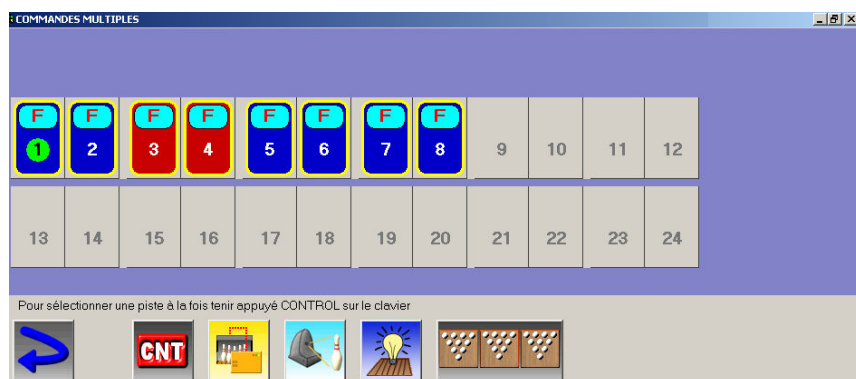 COMMANDES MULTIPLES
F F F F F F F F
1 2 3 4 5 6 7 8 9 10 11 12
13 14 15 16 17 18 19 20 21 22 23 24
Pour sélectionner une piste à la fois tenir appuyé CONTROL sur le clavier
CNT